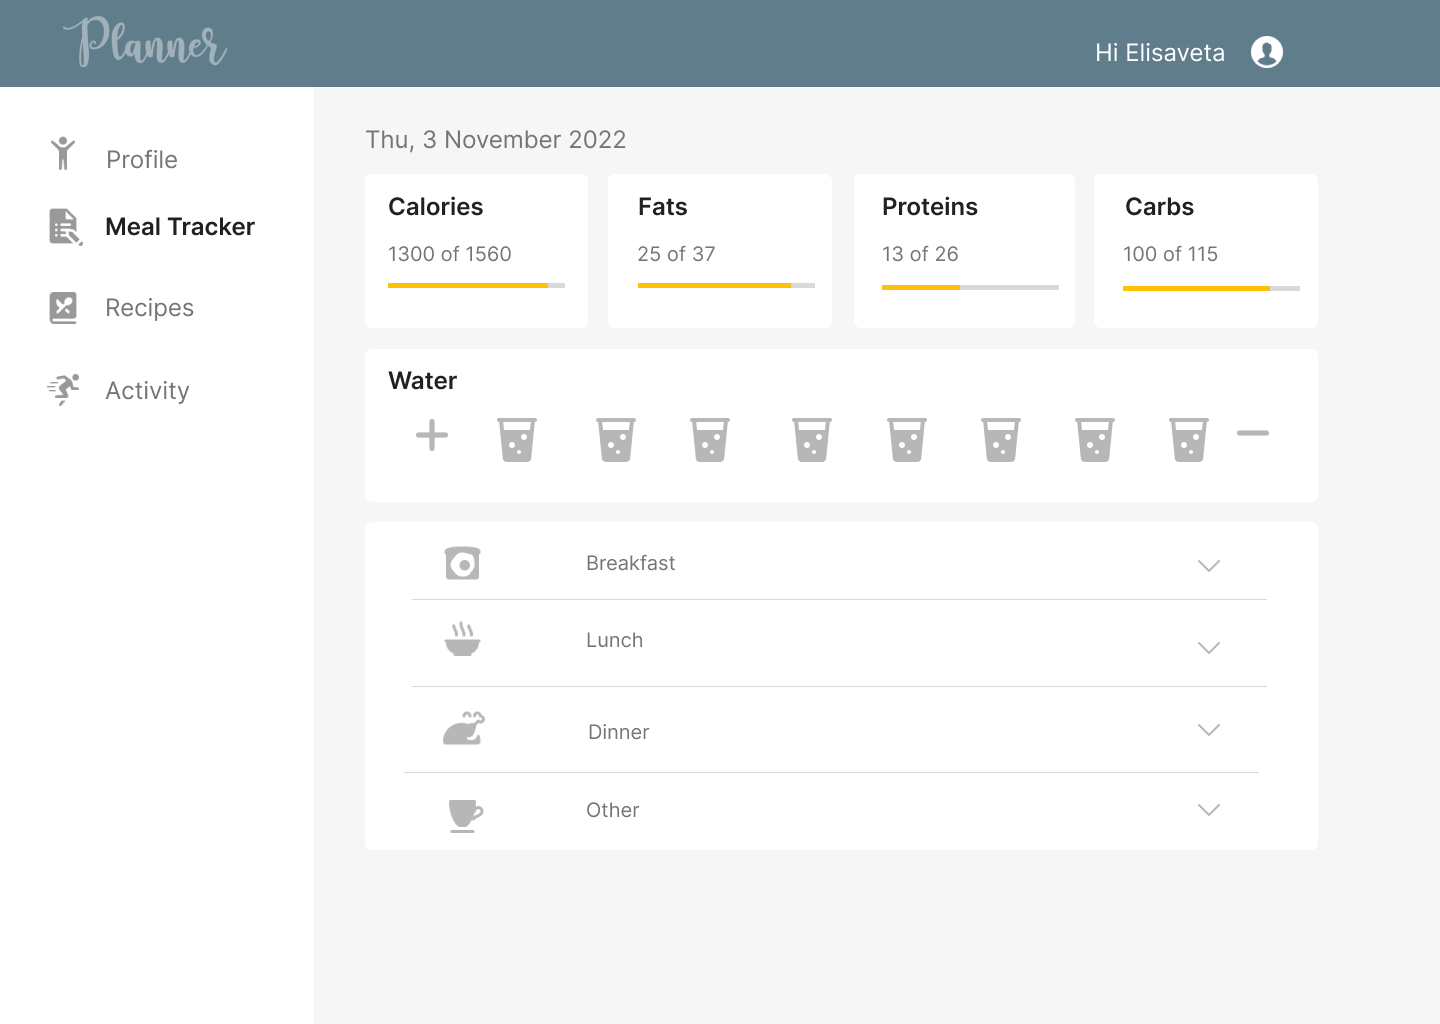 Planner
Hi Elisaveta
Profile
Meal Tracker
Recipes
Activity
Thu, 3 November 2022
Calories
1300 of 1560
Fats
25 of 37
Proteins
13 of 26
Carbs
100 of 115
Water
Breakfast
Lunch
Dinner
Other